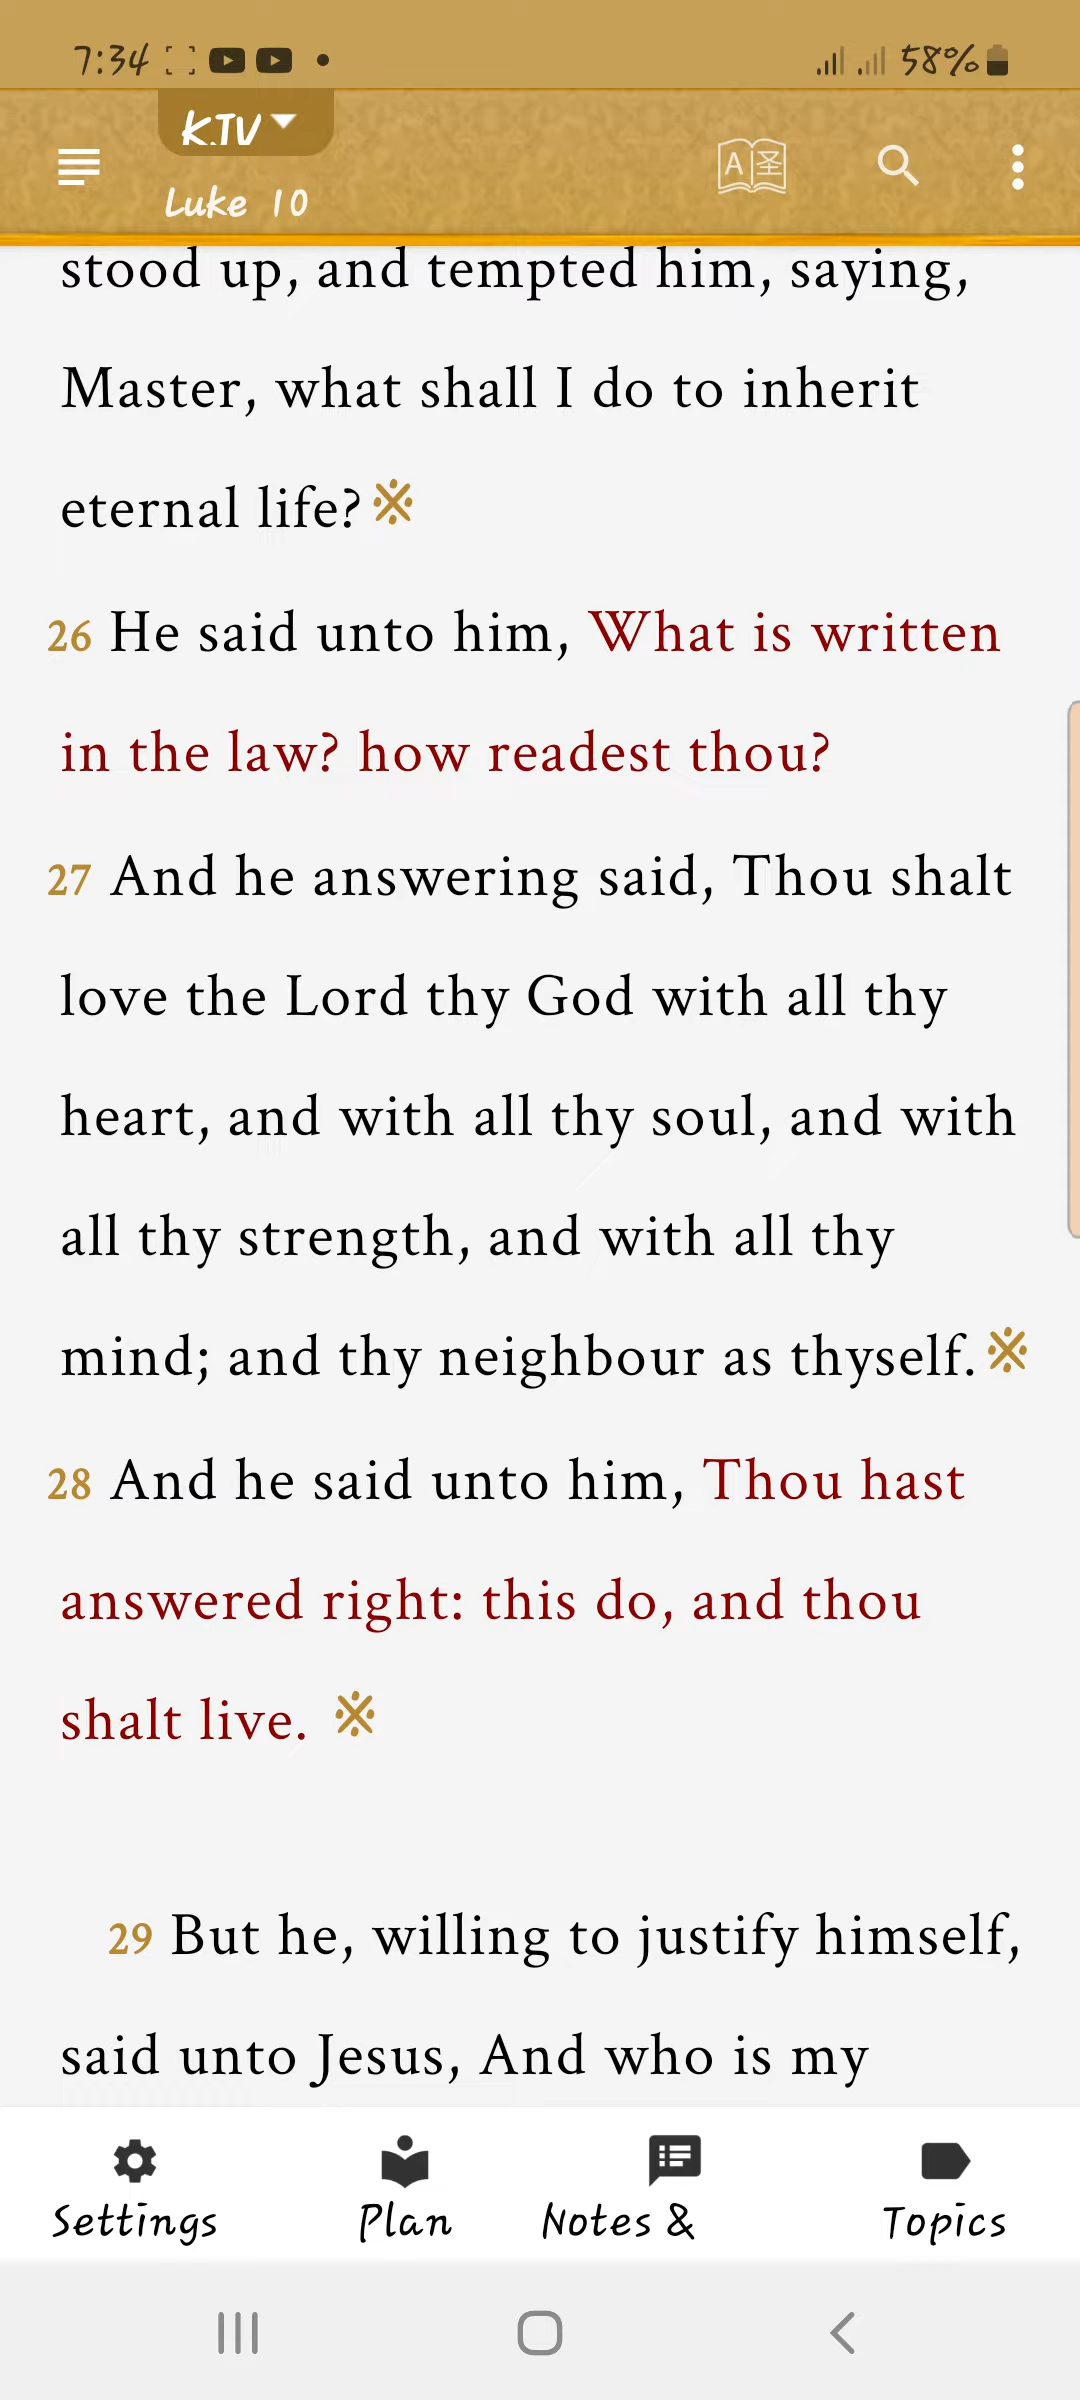 7:34 58%
KJV
Luke 10
stood up, and tempted him, saying,
Master, what shall I do to inherit
eternal life?※
26 He said unto him, What is written
in the law? how readest thou?
27 And he answering said, Thou shalt
love the Lord thy God with all thy
heart, and with all thy soul, and with
all thy strength, and with all thy
mind; and thy neighbour as thyself.※
28 And he said unto him, Thou hast
answered right: this do, and thou
shalt live. ※
29 But he, willing to justify himself,
said unto Jesus, And who is my
Settings Plan Notes & Topics